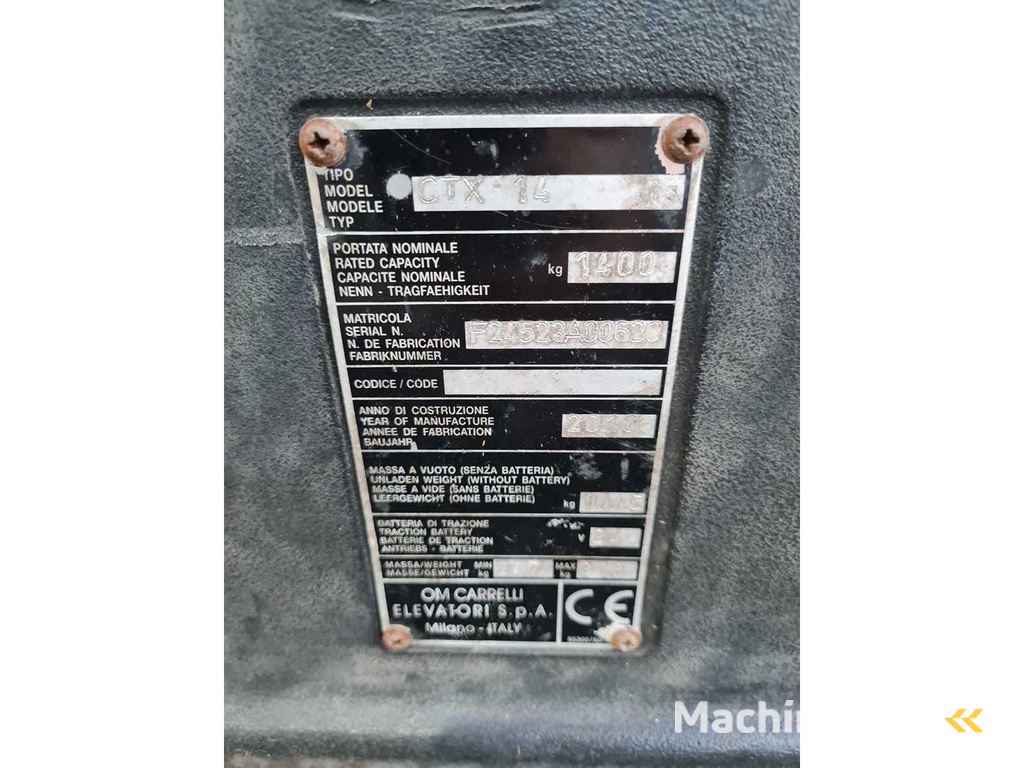 TIPO
MODEL CTX 14
MODELE
TYP
PORTATA NOMINALE
RATED CAPACITY kg 1400
CAPACITE NOMINALE
NENN - TRAGFAEHIGKEIT
MATRICOLA
SERIAL N. F24523A00620
N. DE FABRICATION
FABRIKNUMMER
CODICE / CODE
ANNO DI COSTRUZIONE
YEAR OF MANUFACTURE
ANNEE DE FABRICATION
BAUJAHR
MASSA A VUOTO (SENZA BATTERIA)
UNLADEN WEIGHT (WITHOUT BATTERY)
MASSE A VIDE (SANS BATTERIE)
LEERGEWICHT (OHNE BATTERIE) kg
BATTERIA DI TRAZIONE
TRACTION BATTERY V
BATTERIE DE TRACTION
ANTRIEBS - BATTERIE
MASSA/WEIGHT MIN MAX
MASSE/GEWICHT kg kg
OM CARRELLI
ELEVATORI S.p.A.
Milano - ITALY
CE
Machin